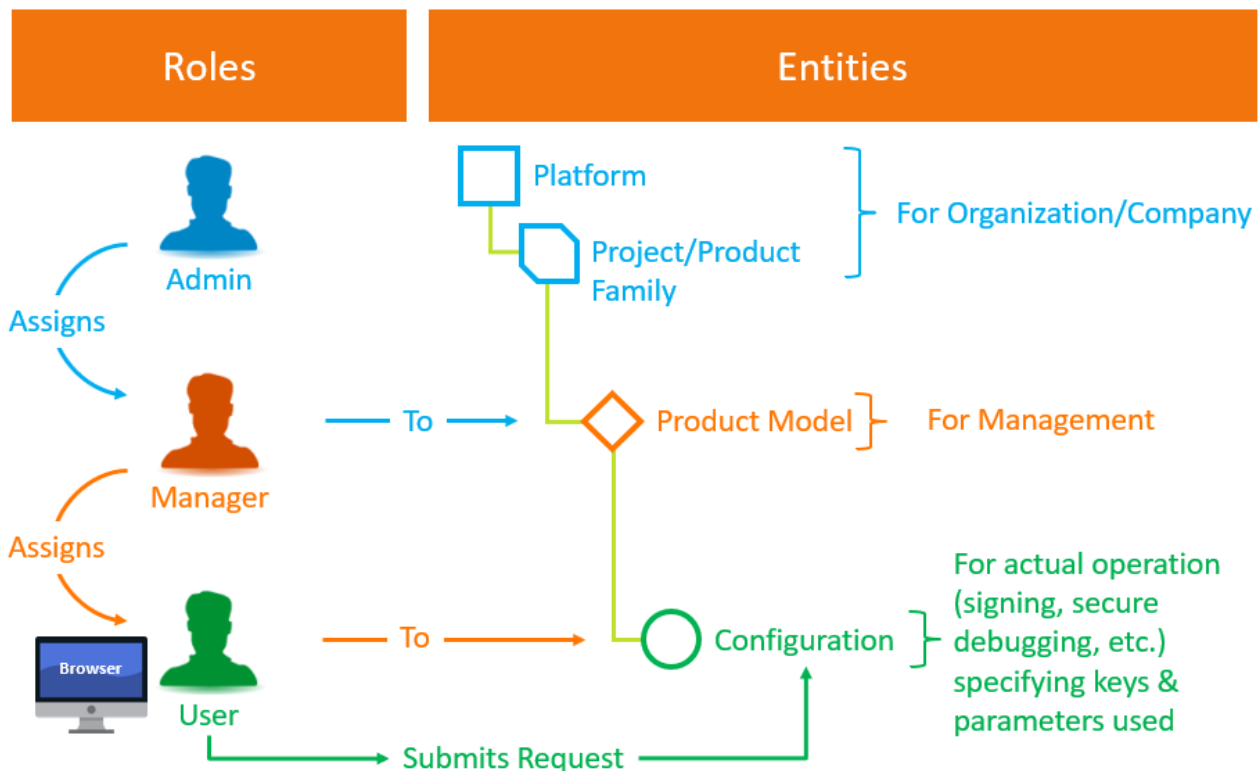 Roles
Entities
Platform
For Organization/Company
Project/Product
Family
Admin
Assigns
To
Product Model
For Management
Manager
Assigns
For actual operation
(signing, secure
debugging, etc.)
specifying keys &
parameters used
To
Configuration
Browser
User
Submits Request